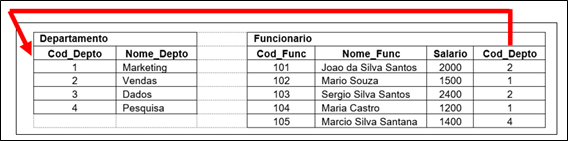 Departamento Funcionario
Cod_Depto Nome_Depto Cod_Func Nome_Func Salario Cod_Depto
1 Marketing 101 Joao da Silva Santos 2000 2
2 Vendas 102 Mario Souza 1500 1
3 Dados 103 Sergio Silva Santos 2400 2
4 Pesquisa 104 Maria Castro 1200 1
105 Marcio Silva Santana 1400 4